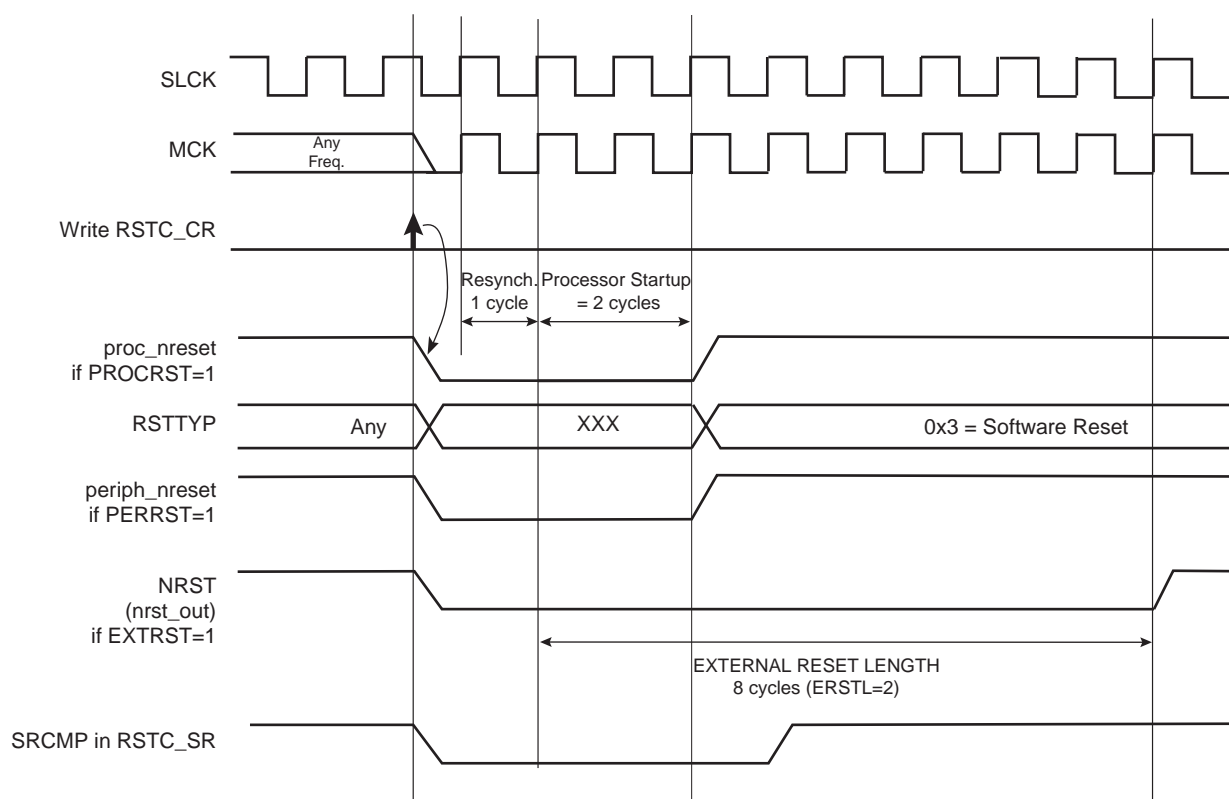 SLCK
MCK
Any
Freq.
Write RSTC_CR
Resynch.
1 cycle
Processor Startup
= 2 cycles
proc_nreset
if PROCRST=1
RSTTYP
Any
XXX
0x3 = Software Reset
periph_nreset
if PERRST=1
NRST
(nrst_out)
if EXTRST=1
EXTERNAL RESET LENGTH
8 cycles (ERSTL=2)
SRCMP in RSTC_SR